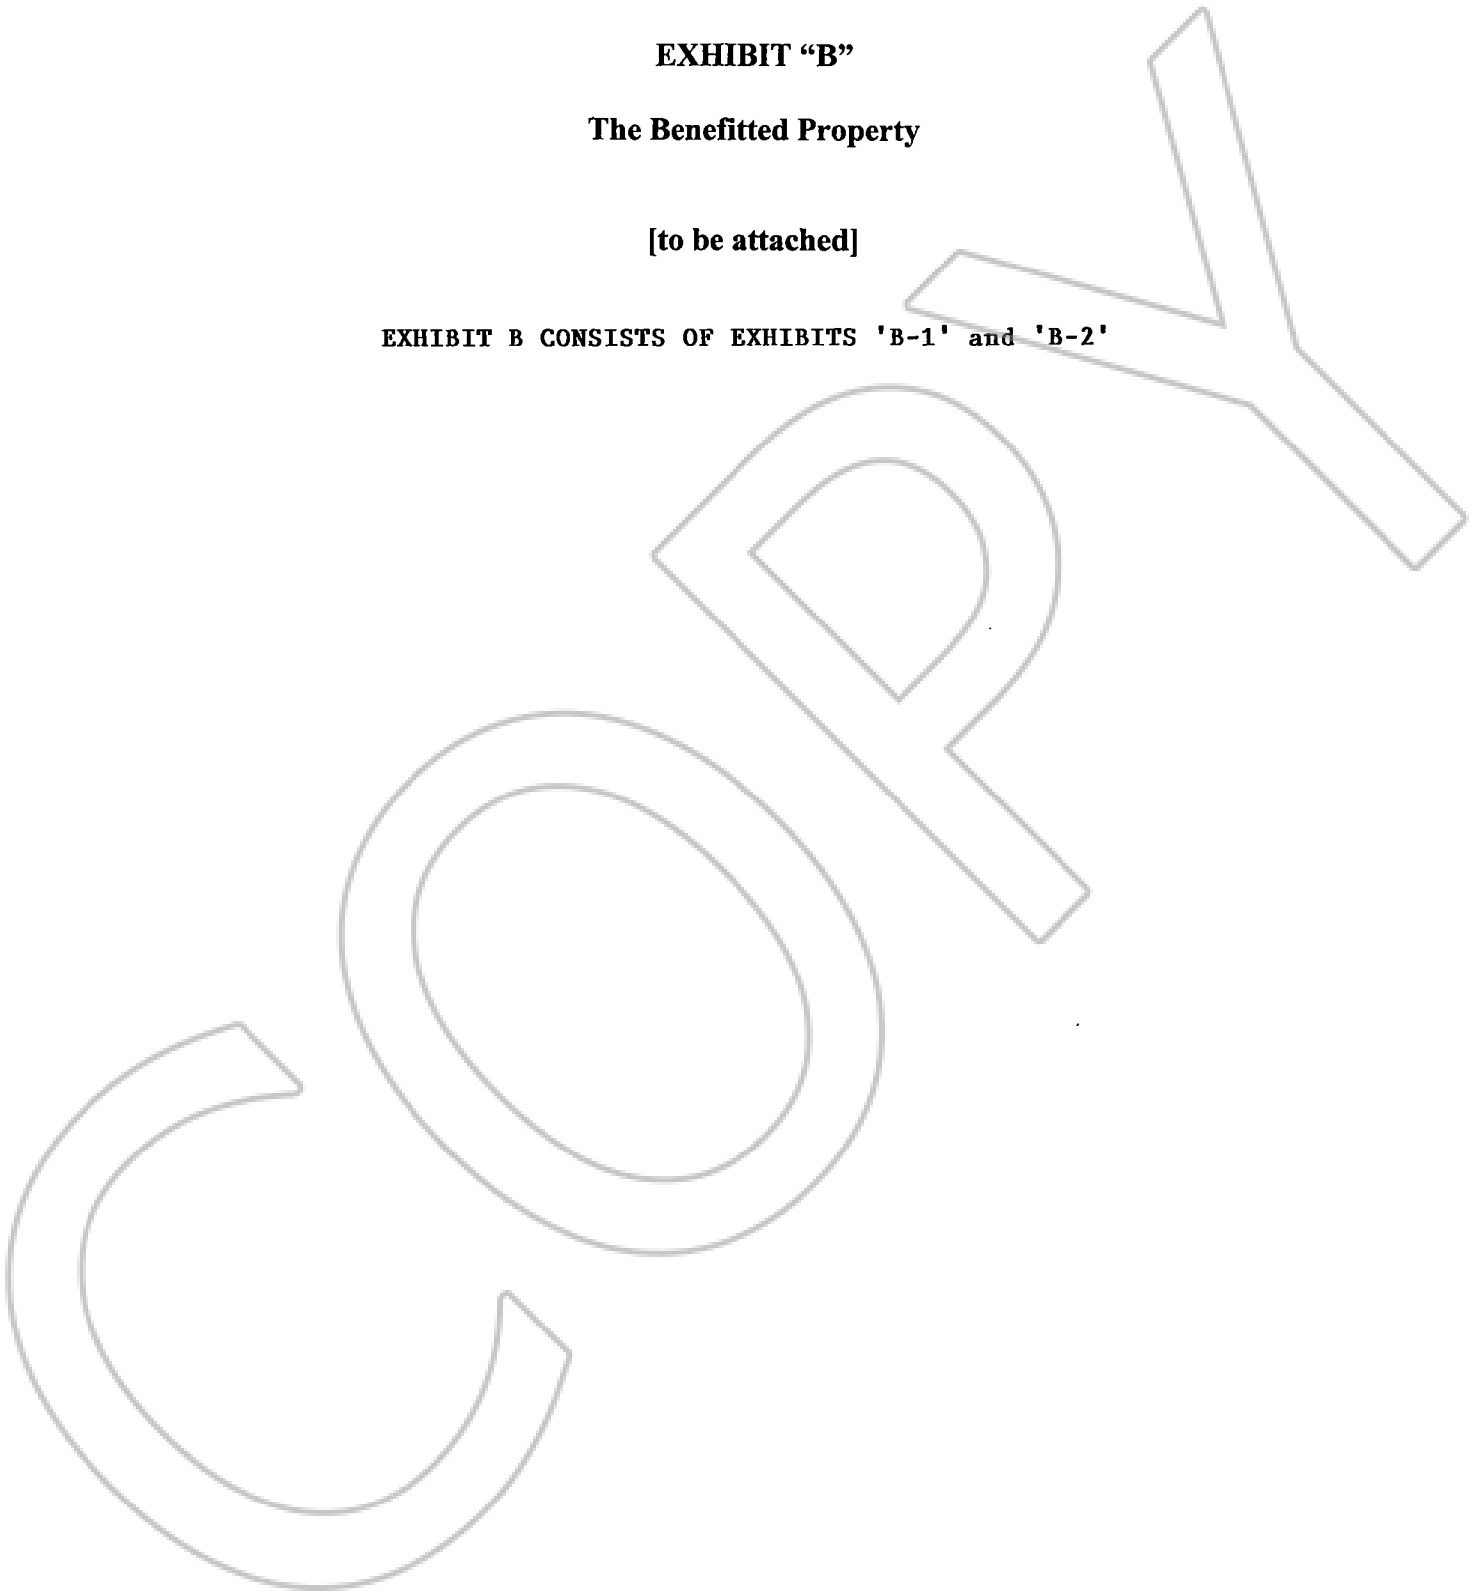 EXHIBIT “B”
The Benefitted Property
[to be attached]
EXHIBIT B CONSISTS OF EXHIBITS 'B-1' and 'B-2'
COPY